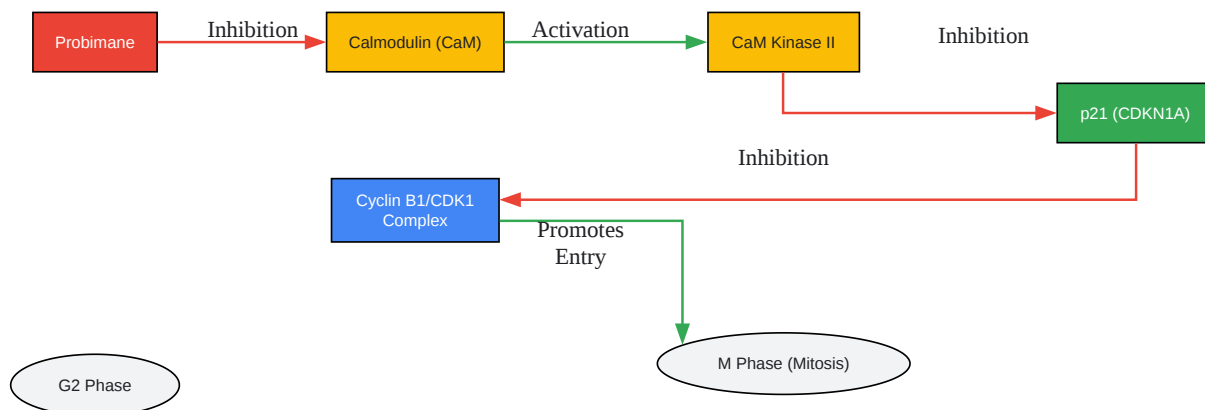 Probimane
Inhibition
Calmodulin (CaM)
Activation
CaM Kinase II
Inhibition
p21 (CDKN1A)
Inhibition
Cyclin B1/CDK1
Complex
Promotes
Entry
M Phase (Mitosis)
G2 Phase